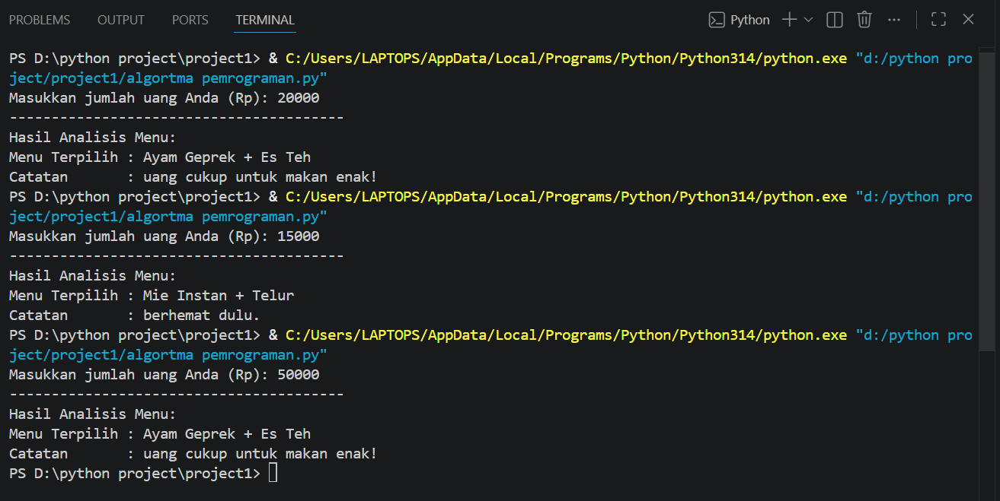 PROBLEMS OUTPUT PORTS TERMINAL Python
PS D:\python project\project1> & C:/Users/LAPTOPS/AppData/Local/Programs/Python/Python314/python.exe "d:/python pro
ject/project1/algortma pemrograman.py"
Masukkan jumlah uang Anda (Rp): 20000
----------------------------------------
Hasil Analisis Menu:
Menu Terpilih : Ayam Geprek + Es Teh
Catatan       : uang cukup untuk makan enak!
PS D:\python project\project1> & C:/Users/LAPTOPS/AppData/Local/Programs/Python/Python314/python.exe "d:/python pro
ject/project1/algortma pemrograman.py"
Masukkan jumlah uang Anda (Rp): 15000
----------------------------------------
Hasil Analisis Menu:
Menu Terpilih : Mie Instan + Telur
Catatan       : berhemat dulu.
PS D:\python project\project1> & C:/Users/LAPTOPS/AppData/Local/Programs/Python/Python314/python.exe "d:/python pro
ject/project1/algortma pemrograman.py"
Masukkan jumlah uang Anda (Rp): 50000
----------------------------------------
Hasil Analisis Menu:
Menu Terpilih : Ayam Geprek + Es Teh
Catatan       : uang cukup untuk makan enak!
PS D:\python project\project1>